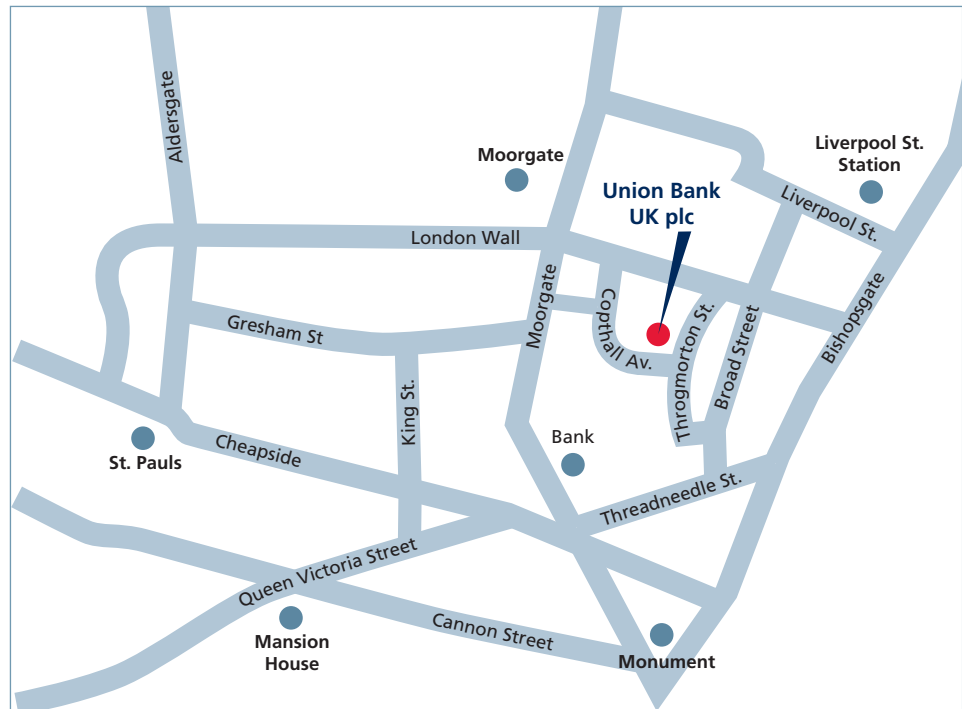 Aldersgate
Moorgate
Liverpool St.
Station
Union Bank
UK plc
Liverpool St.
London Wall
Moorgate
Copthall Av.
Throgmorton St.
Broad Street
Bishopsgate
Gresham St
King St.
Bank
St. Pauls
Cheapside
Threadneedle St.
Queen Victoria Street
Cannon Street
Mansion
House
Monument